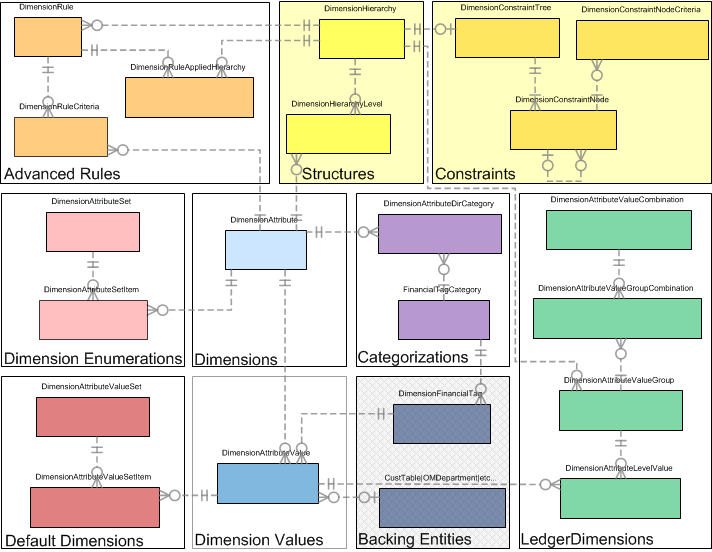 DimensionRule
DimensionRuleAppliedHierarchy
DimensionRuleCriteria
Advanced Rules
DimensionHierarchy
DimensionHierarchyLevel
Structures
DimensionConstraintTree
DimensionConstraintNodeCriteria
DimensionConstraintNode
Constraints
DimensionAttributeSet
DimensionAttributeSetItem
Dimension Enumerations
DimensionAttribute
Dimensions
DimensionAttributeDirCategory
FinancialTagCategory
Categorizations
DimensionAttributeValueCombination
DimensionAttributeValueGroupCombination
DimensionAttributeValueGroup
DimensionAttributeLevelValue
LedgerDimensions
DimensionAttributeValueSet
DimensionAttributeValueSetItem
Default Dimensions
DimensionAttributeValue
Dimension Values
DimensionFinancialTag
CustTable|OMDepartment|etc...
Backing Entities